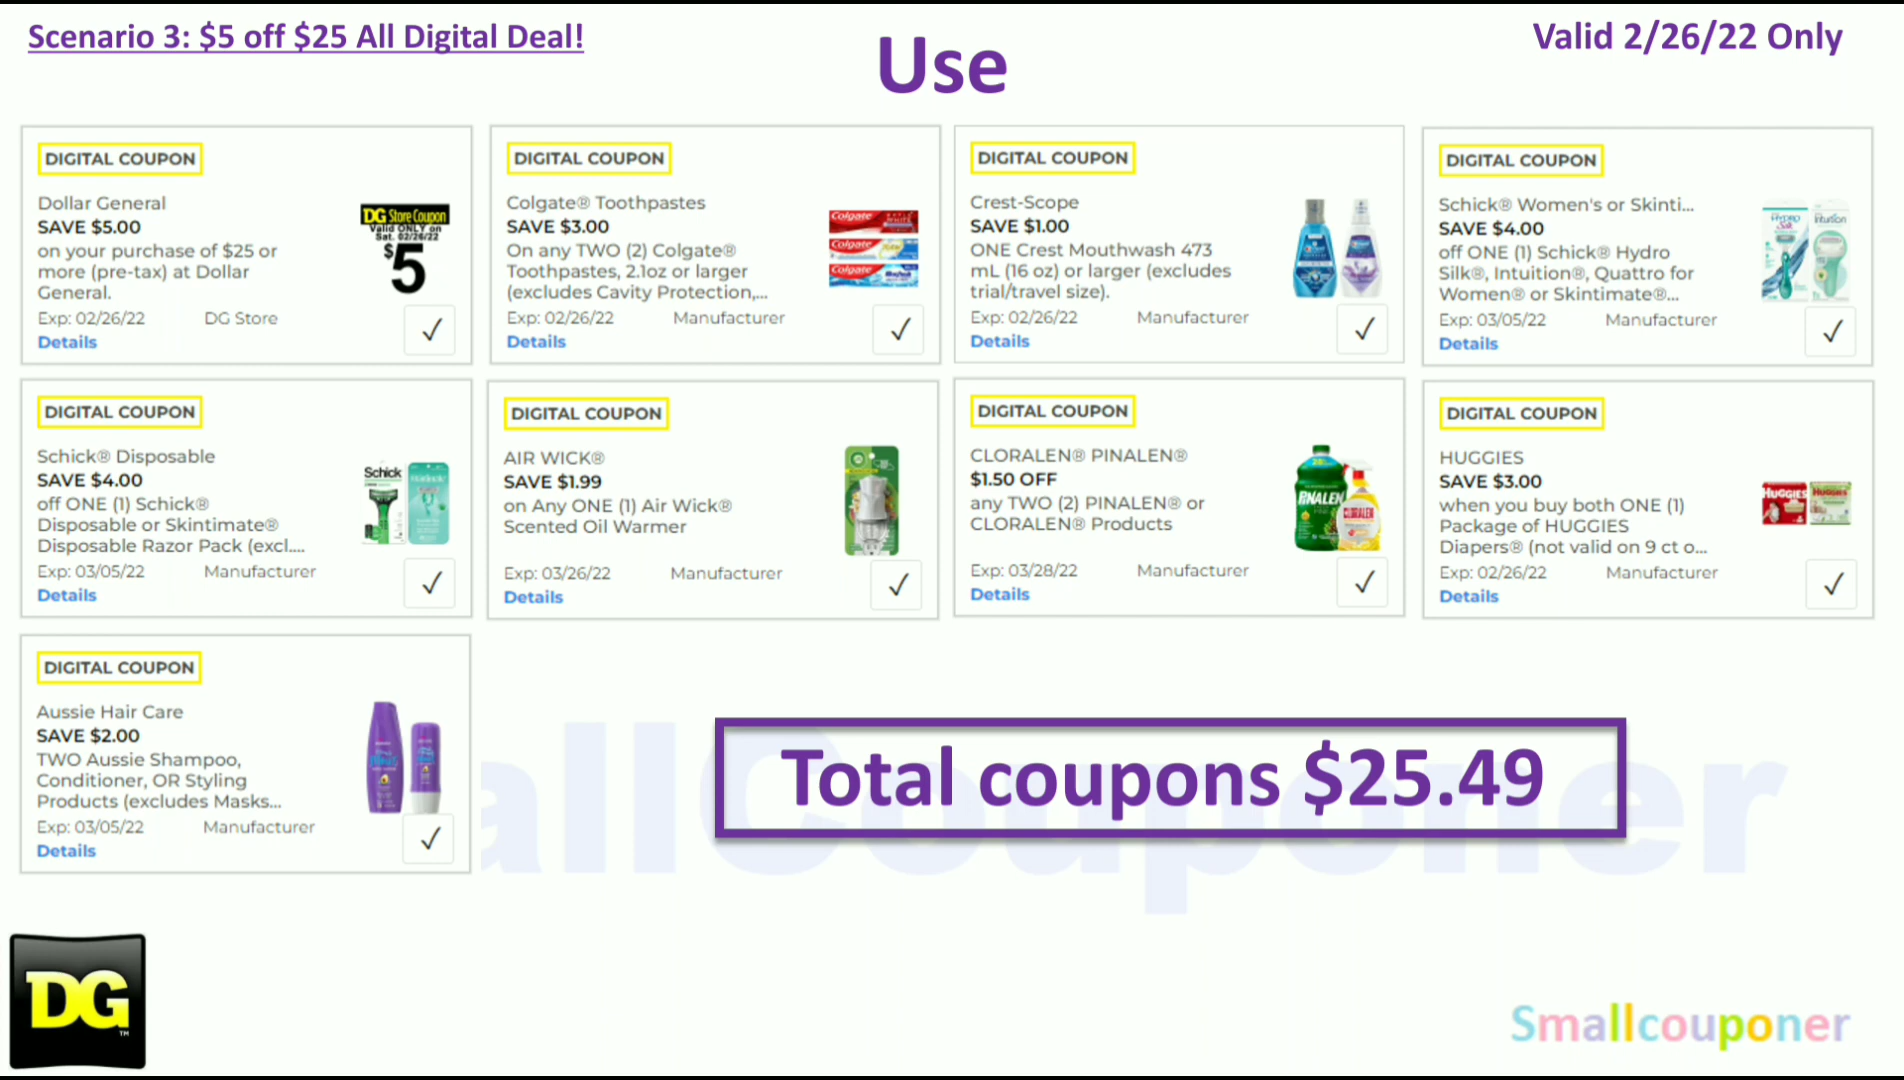 Scenario 3: $5 off $25 All Digital Deal!
Use
Valid 2/26/22 Only
DIGITAL COUPON
Dollar General
SAVE $5.00
on your purchase of $25 or
more (pre-tax) at Dollar
General.
Exp: 02/26/22 DG Store
Details
DG Store Coupon
Valid ONLY on
Sat. 02/26/22
$5
DIGITAL COUPON
Colgate® Toothpastes
SAVE $3.00
On any TWO (2) Colgate®
Toothpastes, 2.1oz or larger
(excludes Cavity Protection,...
Exp: 02/26/22 Manufacturer
Details
Colgate
Colgate
Colgate
DIGITAL COUPON
Crest-Scope
SAVE $1.00
ONE Crest Mouthwash 473
mL (16 oz) or larger (excludes
trial/travel size).
Exp: 02/26/22 Manufacturer
Details
DIGITAL COUPON
Schick® Women's or Skinti...
SAVE $4.00
off ONE (1) Schick® Hydro
Silk®, Intuition®, Quattro for
Women® or Skintimate®...
Exp: 03/05/22 Manufacturer
Details
HYDRO
Silk
intuition
DIGITAL COUPON
Schick® Disposable
SAVE $4.00
off ONE (1) Schick®
Disposable or Skintimate®
Disposable Razor Pack (excl....
Exp: 03/05/22 Manufacturer
Details
Schick
DIGITAL COUPON
AIR WICK®
SAVE $1.99
on Any ONE (1) Air Wick®
Scented Oil Warmer
Exp: 03/26/22 Manufacturer
Details
DIGITAL COUPON
CLORALEN® PINALEN®
$1.50 OFF
any TWO (2) PINALEN® or
CLORALEN® Products
Exp: 03/28/22 Manufacturer
Details
PINALEN
CLORALEN
DIGITAL COUPON
HUGGIES
SAVE $3.00
when you buy both ONE (1)
Package of HUGGIES
Diapers® (not valid on 9 ct o...
Exp: 02/26/22 Manufacturer
Details
HUGGIES
HUGGIES
DIGITAL COUPON
Aussie Hair Care
SAVE $2.00
TWO Aussie Shampoo,
Conditioner, OR Styling
Products (excludes Masks...
Exp: 03/05/22 Manufacturer
Details
allCouponer
Total coupons $25.49
DG™
Smallcouponer